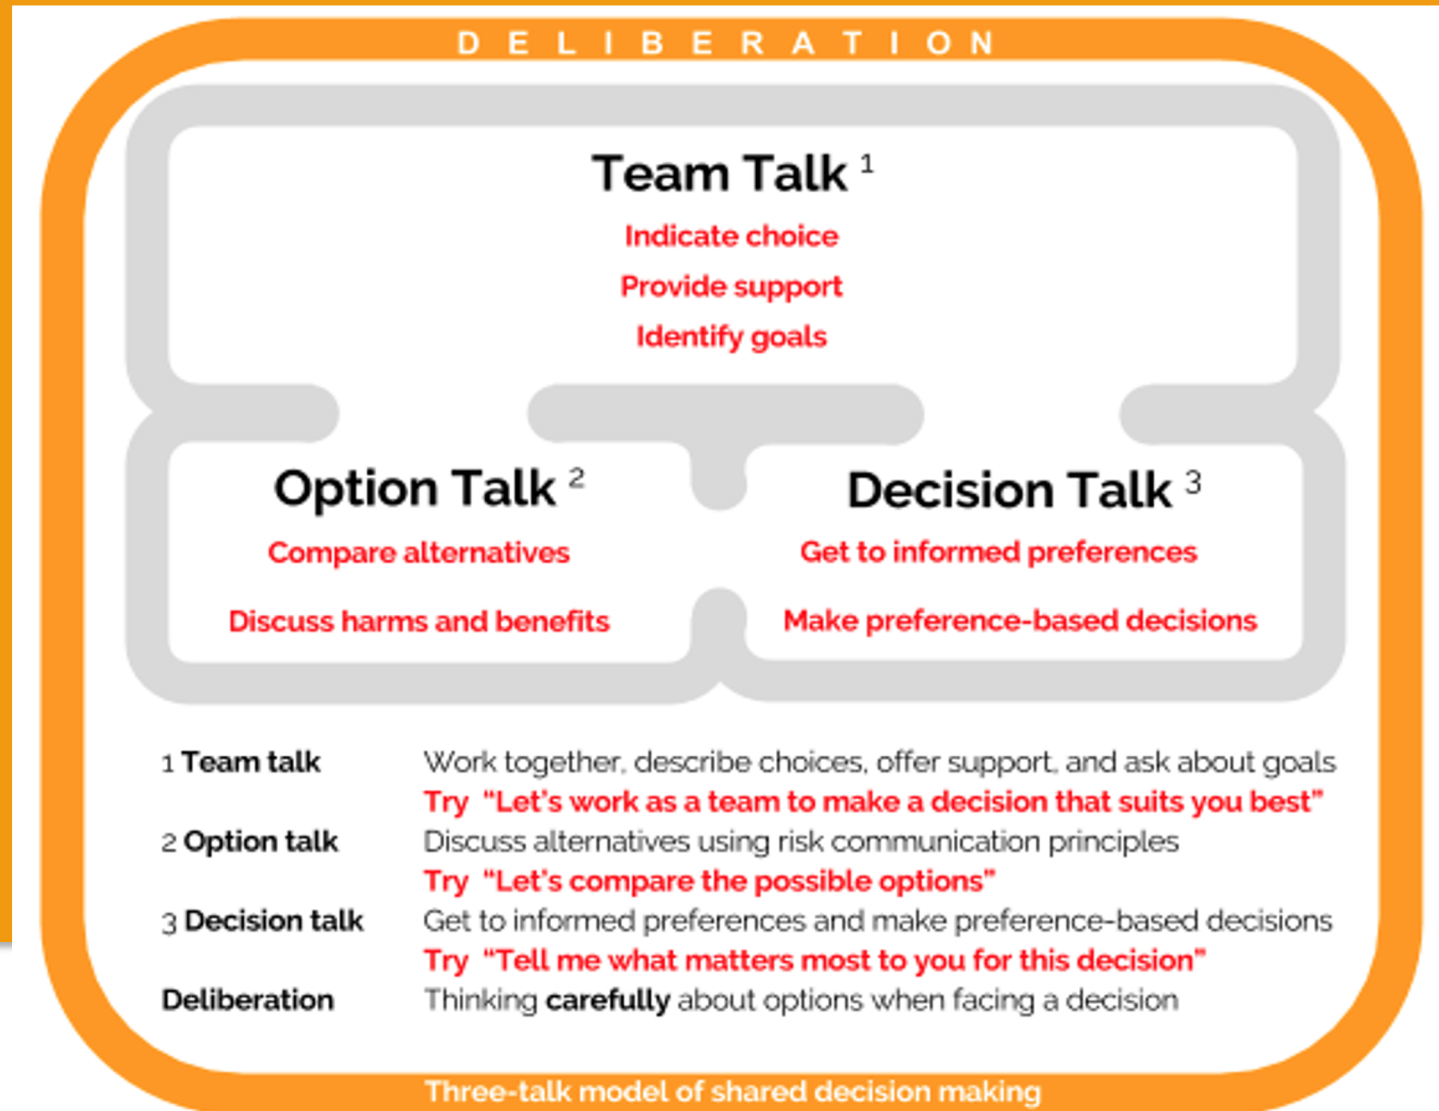 DELIBERATION
Team Talk 1
Indicate choice
Provide support
Identify goals
Option Talk 2
Compare alternatives
Discuss harms and benefits
Decision Talk 3
Get to informed preferences
Make preference-based decisions
1 Team talk Work together, describe choices, offer support, and ask about goals
Try “Let’s work as a team to make a decision that suits you best”
2 Option talk Discuss alternatives using risk communication principles
Try “Let’s compare the possible options”
3 Decision talk Get to informed preferences and make preference-based decisions
Try “Tell me what matters most to you for this decision”
Deliberation Thinking carefully about options when facing a decision
Three-talk model of shared decision making